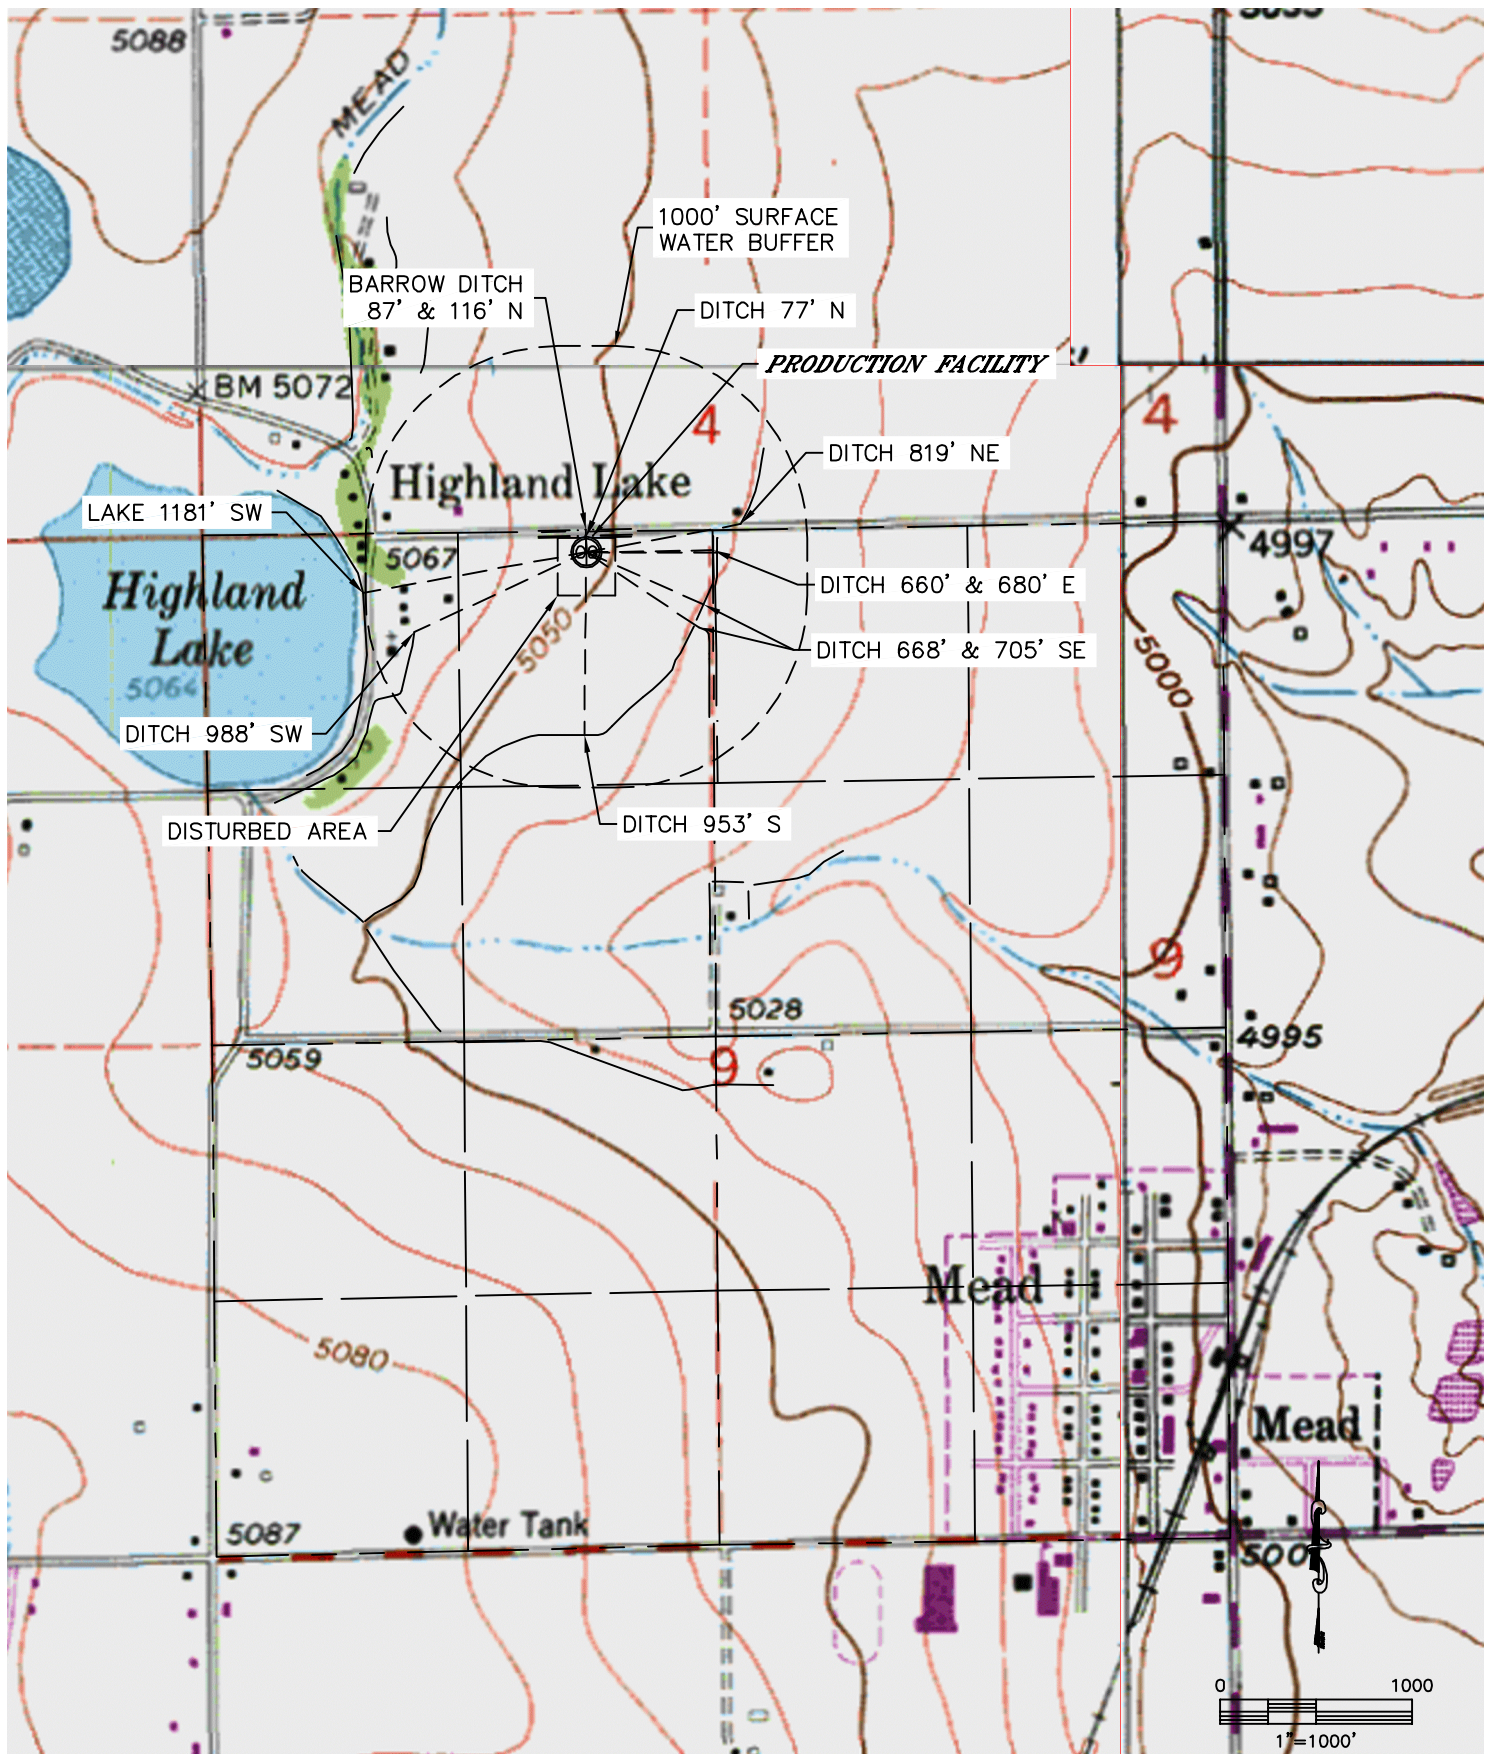 5088
MEAD
1000' SURFACE
WATER BUFFER
BARROW DITCH
87' & 116' N
DITCH 77' N
PRODUCTION FACILITY
BM 5072
4
4
DITCH 819' NE
Highland Lake
LAKE 1181' SW
5067
4997
Highland
Lake
5064
DITCH 660' & 680' E
5050
DITCH 668' & 705' SE
5000
DITCH 988' SW
DISTURBED AREA
DITCH 953' S
9
5028
4995
5059
9
Mead
5080
Mead
5087
Water Tank
500
0 1000
1"=1000'